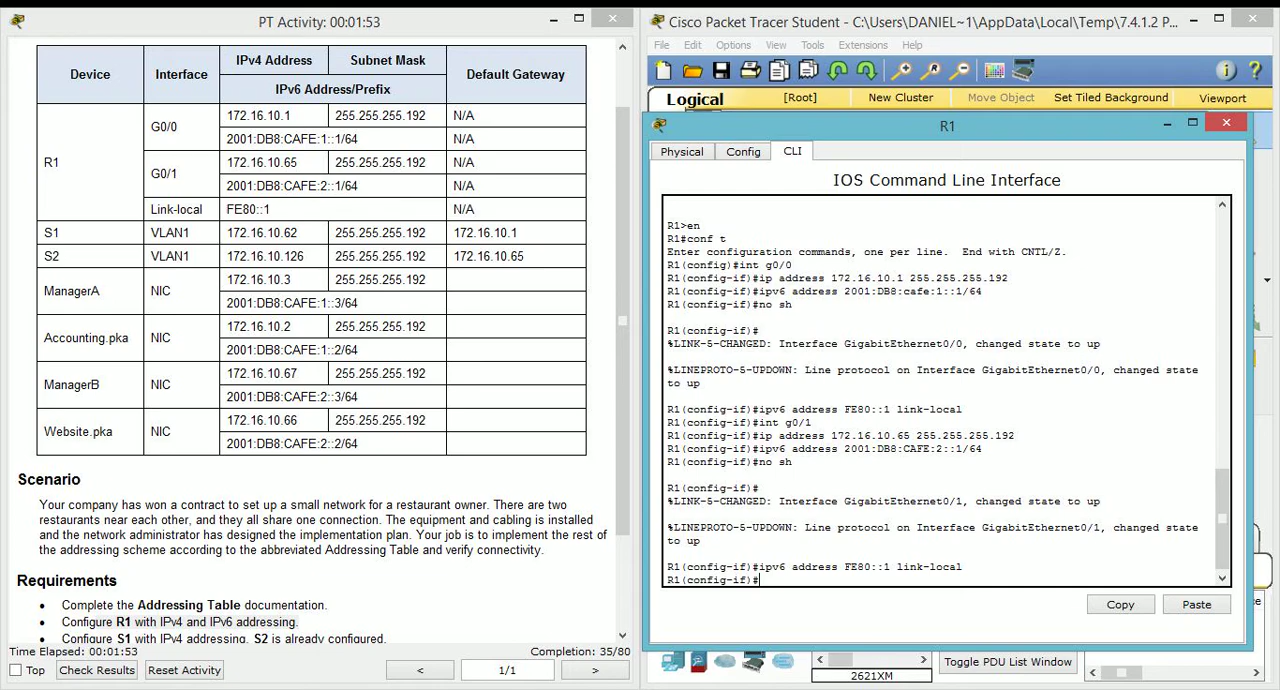 PT Activity: 00:01:53
Device Interface IPv4 Address Subnet Mask Default Gateway
IPv6 Address/Prefix
R1 G0/0 172.16.10.1 255.255.255.192 N/A
2001:DB8:CAFE:1::1/64 N/A
G0/1 172.16.10.65 255.255.255.192 N/A
2001:DB8:CAFE:2::1/64 N/A
Link-local FE80::1 N/A
S1 VLAN1 172.16.10.62 255.255.255.192 172.16.10.1
S2 VLAN1 172.16.10.126 255.255.255.192 172.16.10.65
ManagerA NIC 172.16.10.3 255.255.255.192
2001:DB8:CAFE:1::3/64
Accounting.pka NIC 172.16.10.2 255.255.255.192
2001:DB8:CAFE:1::2/64
ManagerB NIC 172.16.10.67 255.255.255.192
2001:DB8:CAFE:2::3/64
Website.pka NIC 172.16.10.66 255.255.255.192
2001:DB8:CAFE:2::2/64
Scenario
Your company has won a contract to set up a small network for a restaurant owner. There are two
restaurants near each other, and they all share one connection. The equipment and cabling is installed
and the network administrator has designed the implementation plan. Your job is to implement the rest of
the addressing scheme according to the abbreviated Addressing Table and verify connectivity.
Requirements
• Complete the Addressing Table documentation.
• Configure R1 with IPv4 and IPv6 addressing.
• Configure S1 with IPv4 addressing. S2 is already configured.
Time Elapsed: 00:01:53 Completion: 35/80
Top Check Results Reset Activity < 1/1 >
Cisco Packet Tracer Student - C:\Users\DANIEL~1\AppData\Local\Temp\7.4.1.2 P...
File Edit Options View Tools Extensions Help
Logical [Root] New Cluster Move Object Set Tiled Background Viewport
R1
Physical Config CLI
IOS Command Line Interface
R1>en
R1#conf t
Enter configuration commands, one per line.  End with CNTL/Z.
R1(config)#int g0/0
R1(config-if)#ip address 172.16.10.1 255.255.255.192
R1(config-if)#ipv6 address 2001:DB8:cafe:1::1/64
R1(config-if)#no sh
R1(config-if)#
%LINK-5-CHANGED: Interface GigabitEthernet0/0, changed state to up
%LINEPROTO-5-UPDOWN: Line protocol on Interface GigabitEthernet0/0, changed state
to up
R1(config-if)#ipv6 address FE80::1 link-local
R1(config-if)#int g0/1
R1(config-if)#ip address 172.16.10.65 255.255.255.192
R1(config-if)#ipv6 address 2001:DB8:CAFE:2::1/64
R1(config-if)#no sh
R1(config-if)#
%LINK-5-CHANGED: Interface GigabitEthernet0/1, changed state to up
%LINEPROTO-5-UPDOWN: Line protocol on Interface GigabitEthernet0/1, changed state
to up
R1(config-if)#ipv6 address FE80::1 link-local
R1(config-if)#
Copy Paste
2621XM
Toggle PDU List Window